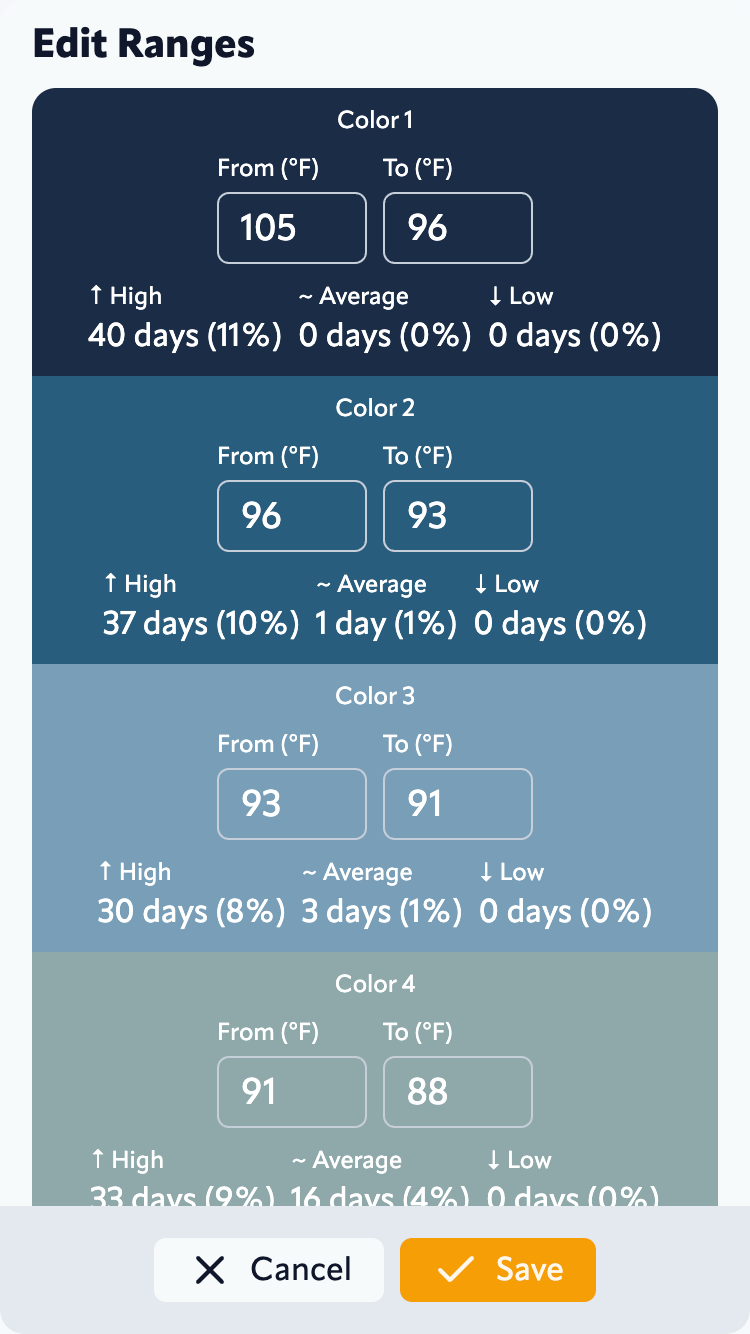 Edit Ranges
Color 1
From (°F) To (°F)
105 96
↑ High ~ Average ↓ Low
40 days (11%) 0 days (0%) 0 days (0%)
Color 2
From (°F) To (°F)
96 93
↑ High ~ Average ↓ Low
37 days (10%) 1 day (1%) 0 days (0%)
Color 3
From (°F) To (°F)
93 91
↑ High ~ Average ↓ Low
30 days (8%) 3 days (1%) 0 days (0%)
Color 4
From (°F) To (°F)
91 88
↑ High ~ Average ↓ Low
33 days (9%) 16 days (4%) 0 days (0%)
Cancel Save